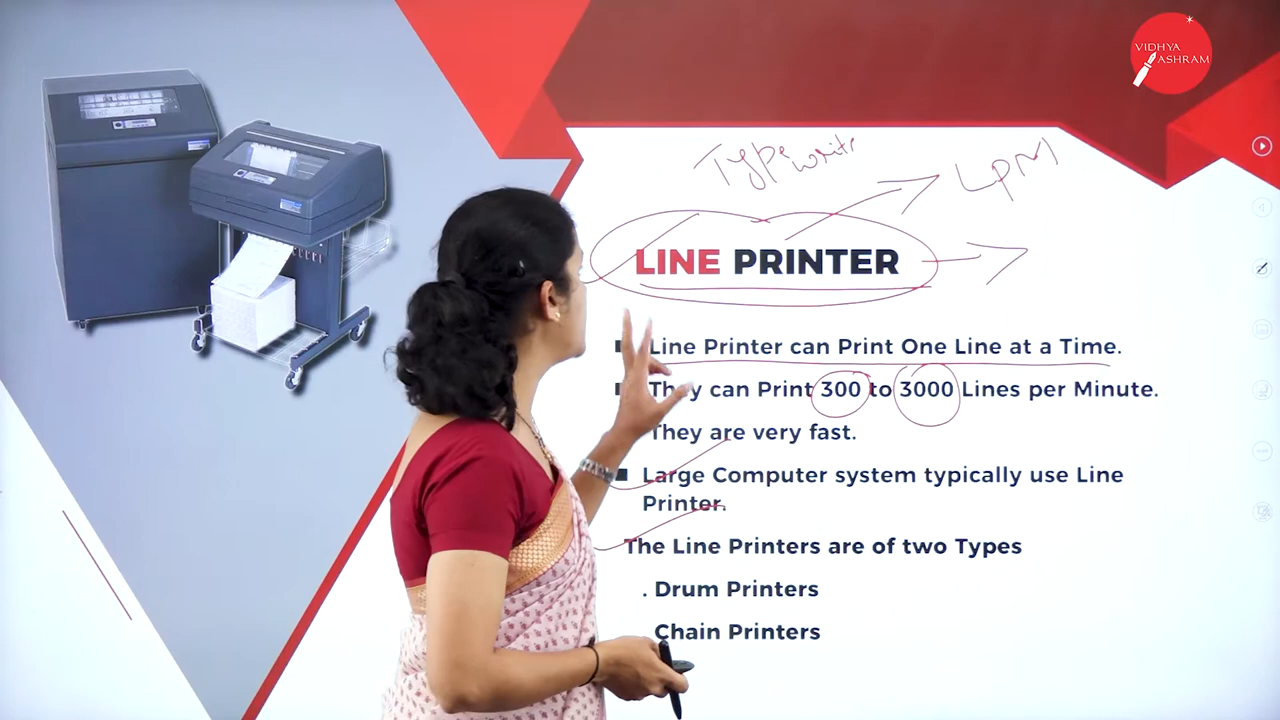 VIDHYA
ASHRAM
Typewrite
LPM
LINE PRINTER
Line Printer can Print One Line at a Time.
They can Print 300 to 3000 Lines per Minute.
They are very fast.
Large Computer system typically use Line
Printer.
The Line Printers are of two Types
. Drum Printers
Chain Printers